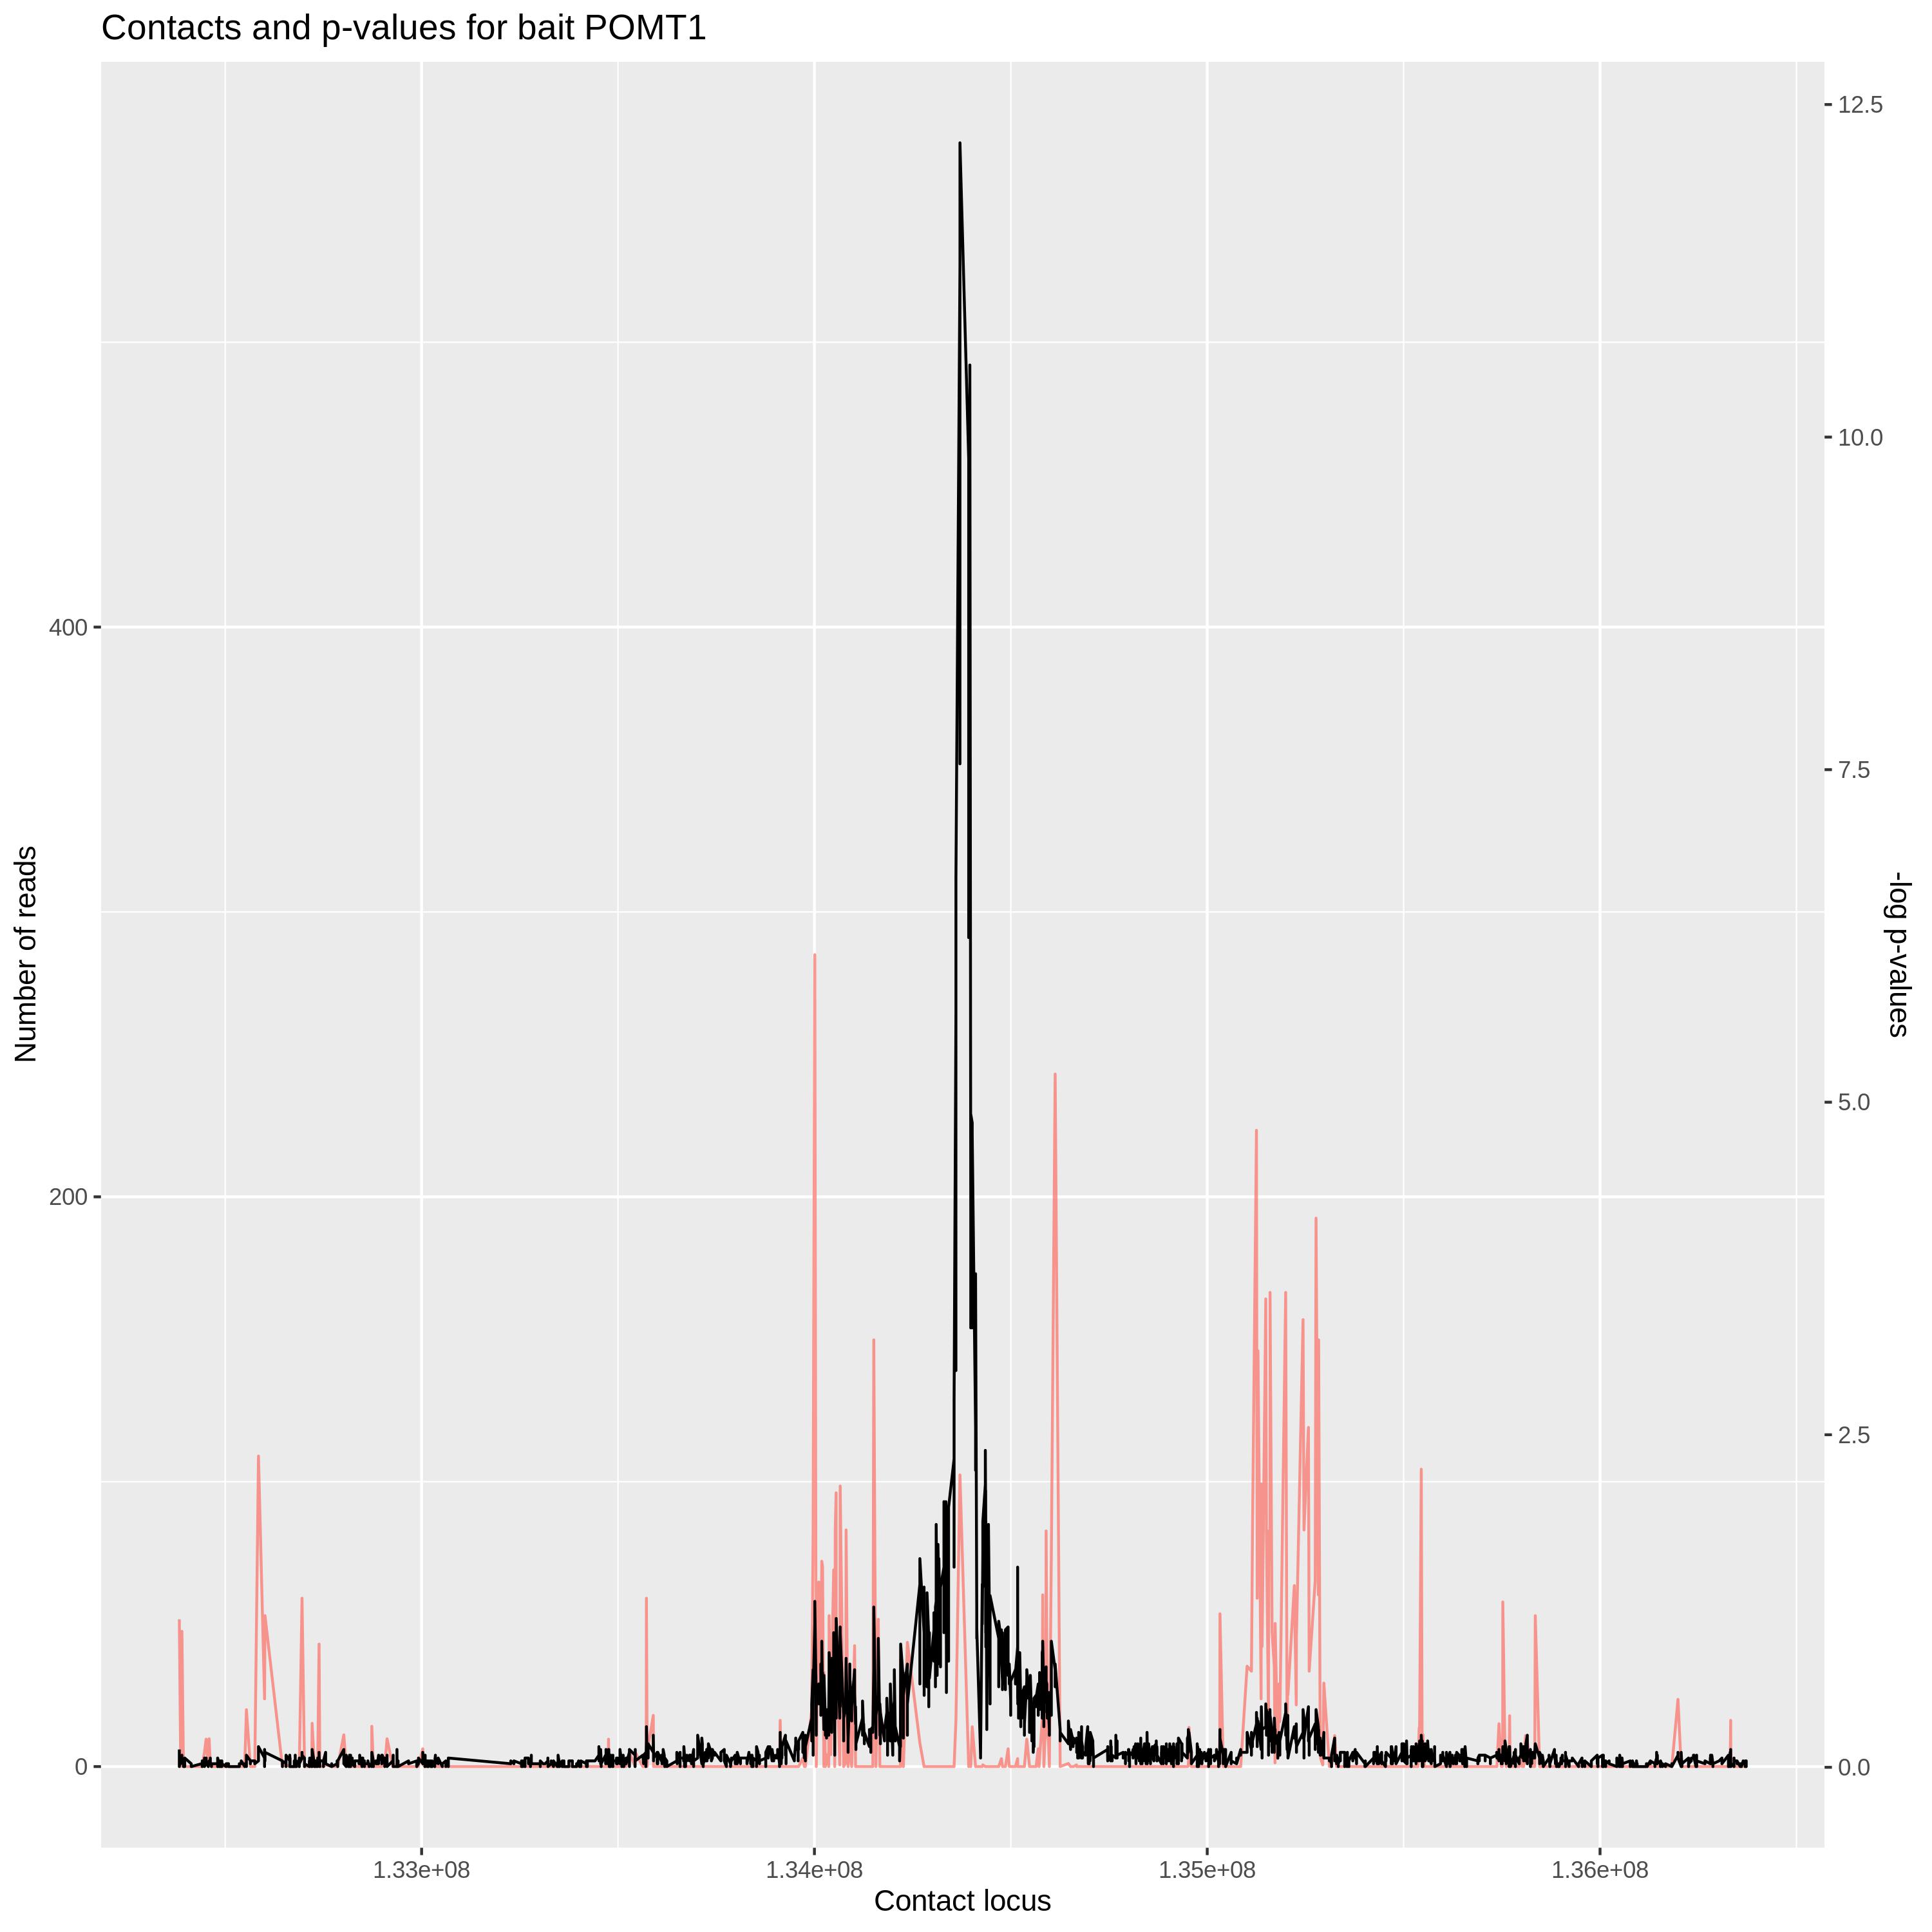 Contacts and p-values for bait POMT1
12.5
10.0
400
7.5
Number of reads
-log p-values
5.0
200
2.5
0
0.0
1.33e+08
1.34e+08
1.35e+08
1.36e+08
Contact locus